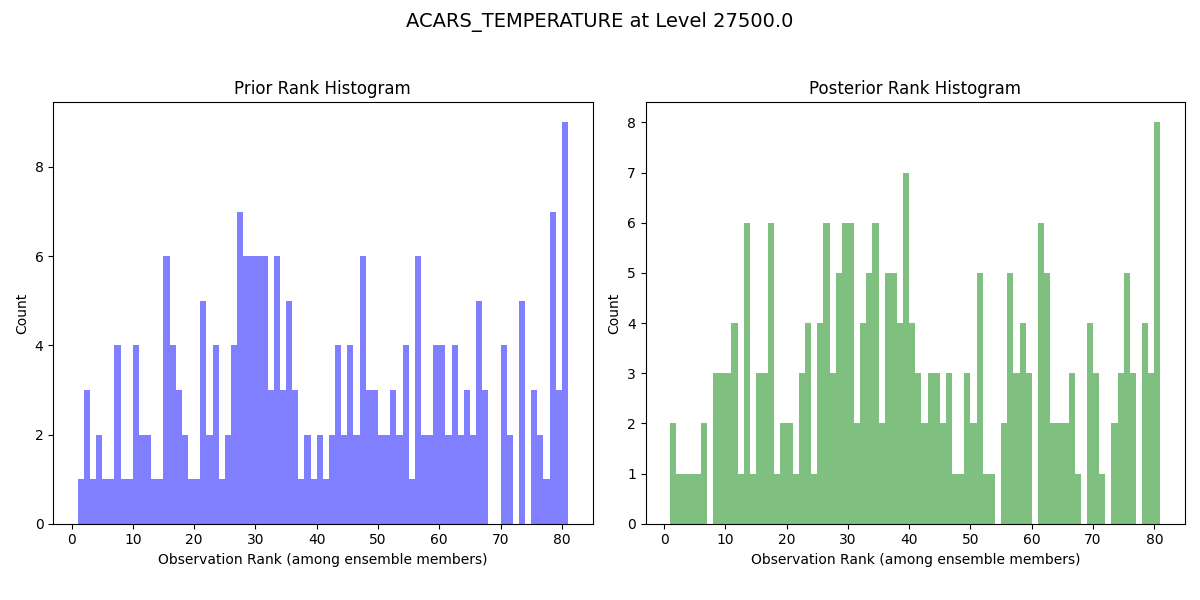 ACARS_TEMPERATURE at Level 27500.0
Prior Rank Histogram
Count
8
6
4
2
0
0 10 20 30 40 50 60 70 80
Observation Rank (among ensemble members)
Posterior Rank Histogram
Count
8
7
6
5
4
3
2
1
0
0 10 20 30 40 50 60 70 80
Observation Rank (among ensemble members)